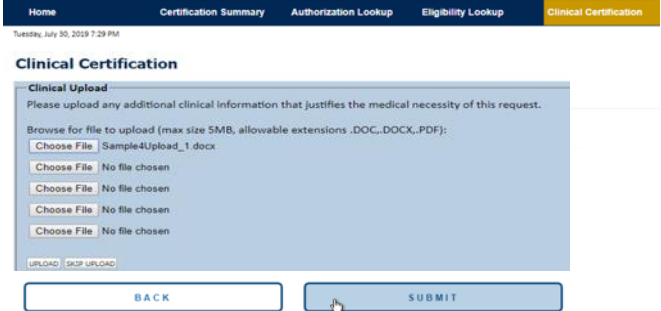 Home Certification Summary Authorization Lookup Eligibility Lookup Clinical Certification
Tuesday, July 30, 2019 7:29 PM
Clinical Certification
Clinical Upload
Please upload any additional clinical information that justifies the medical necessity of this request.
Browse for file to upload (max size 5MB, allowable extensions .DOC,.DOCX,.PDF):
Choose File Sample4Upload_1.docx
Choose File No file chosen
Choose File No file chosen
Choose File No file chosen
Choose File No file chosen
UPLOAD SKIP UPLOAD
BACK SUBMIT